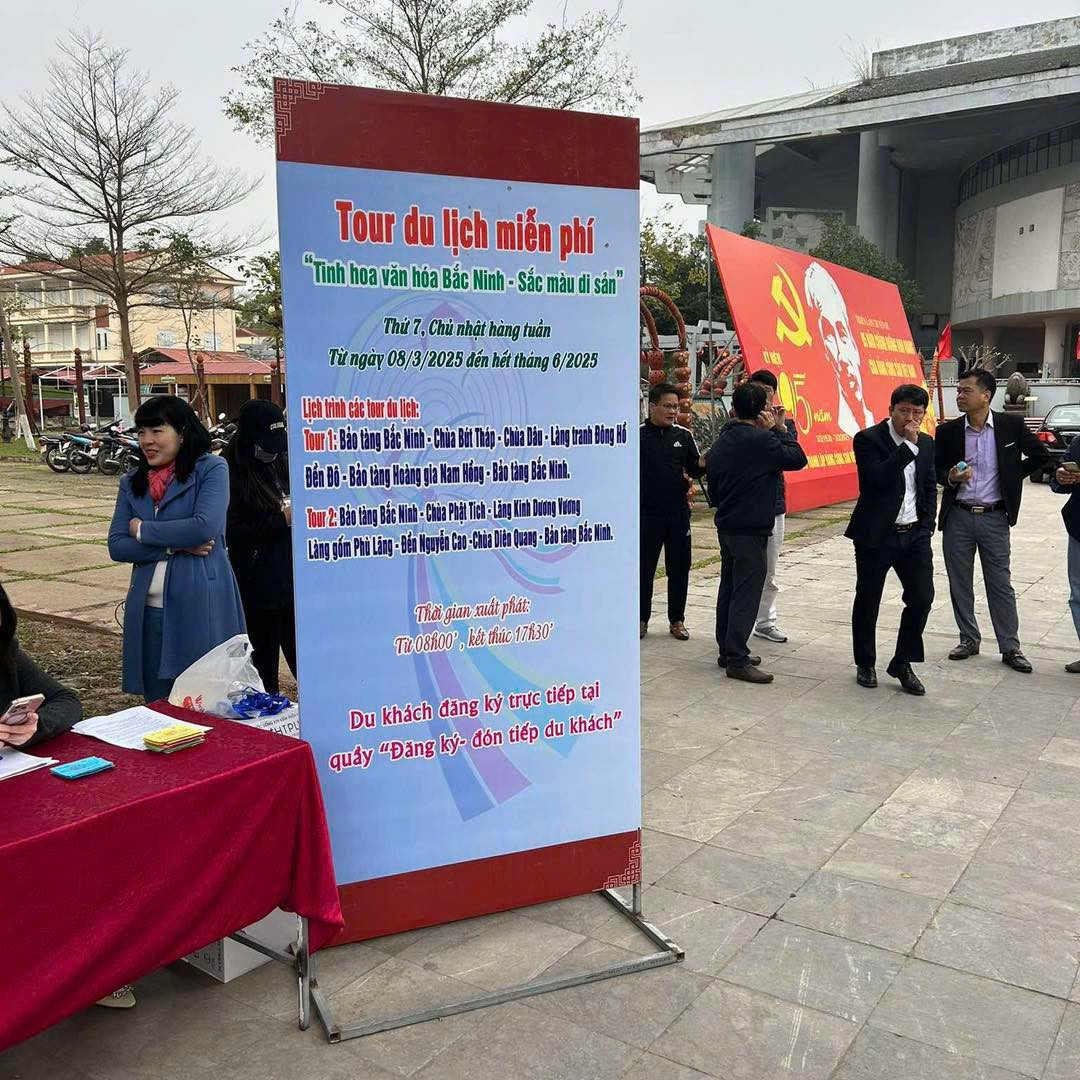 Tour du lịch miễn phí
"Tinh hoa văn hóa Bắc Ninh - Sắc màu di sản"
Thứ 7, Chủ nhật hàng tuần
Từ ngày 08/3/2025 đến hết tháng 6/2025
Lịch trình các tour du lịch:
Tour 1: Bảo tàng Bắc Ninh - Chùa Bút Tháp - Chùa Dâu - Làng tranh Đông Hồ
Đền Đô - Bảo tàng Hoàng gia Nam Hồng - Bảo tàng Bắc Ninh.
Tour 2: Bảo tàng Bắc Ninh - Chùa Phật Tích - Lăng Kinh Dương Vương
Làng gốm Phù Lãng - Đền Nguyễn Cao -Chùa Diên Quang - Bảo tàng Bắc Ninh.
Thời gian xuất phát:
Từ 08h00', kết thúc 17h30'
Du khách đăng ký trực tiếp tại
quầy "Đăng ký- đón tiếp du khách"
KỶ NIỆM
95 năm